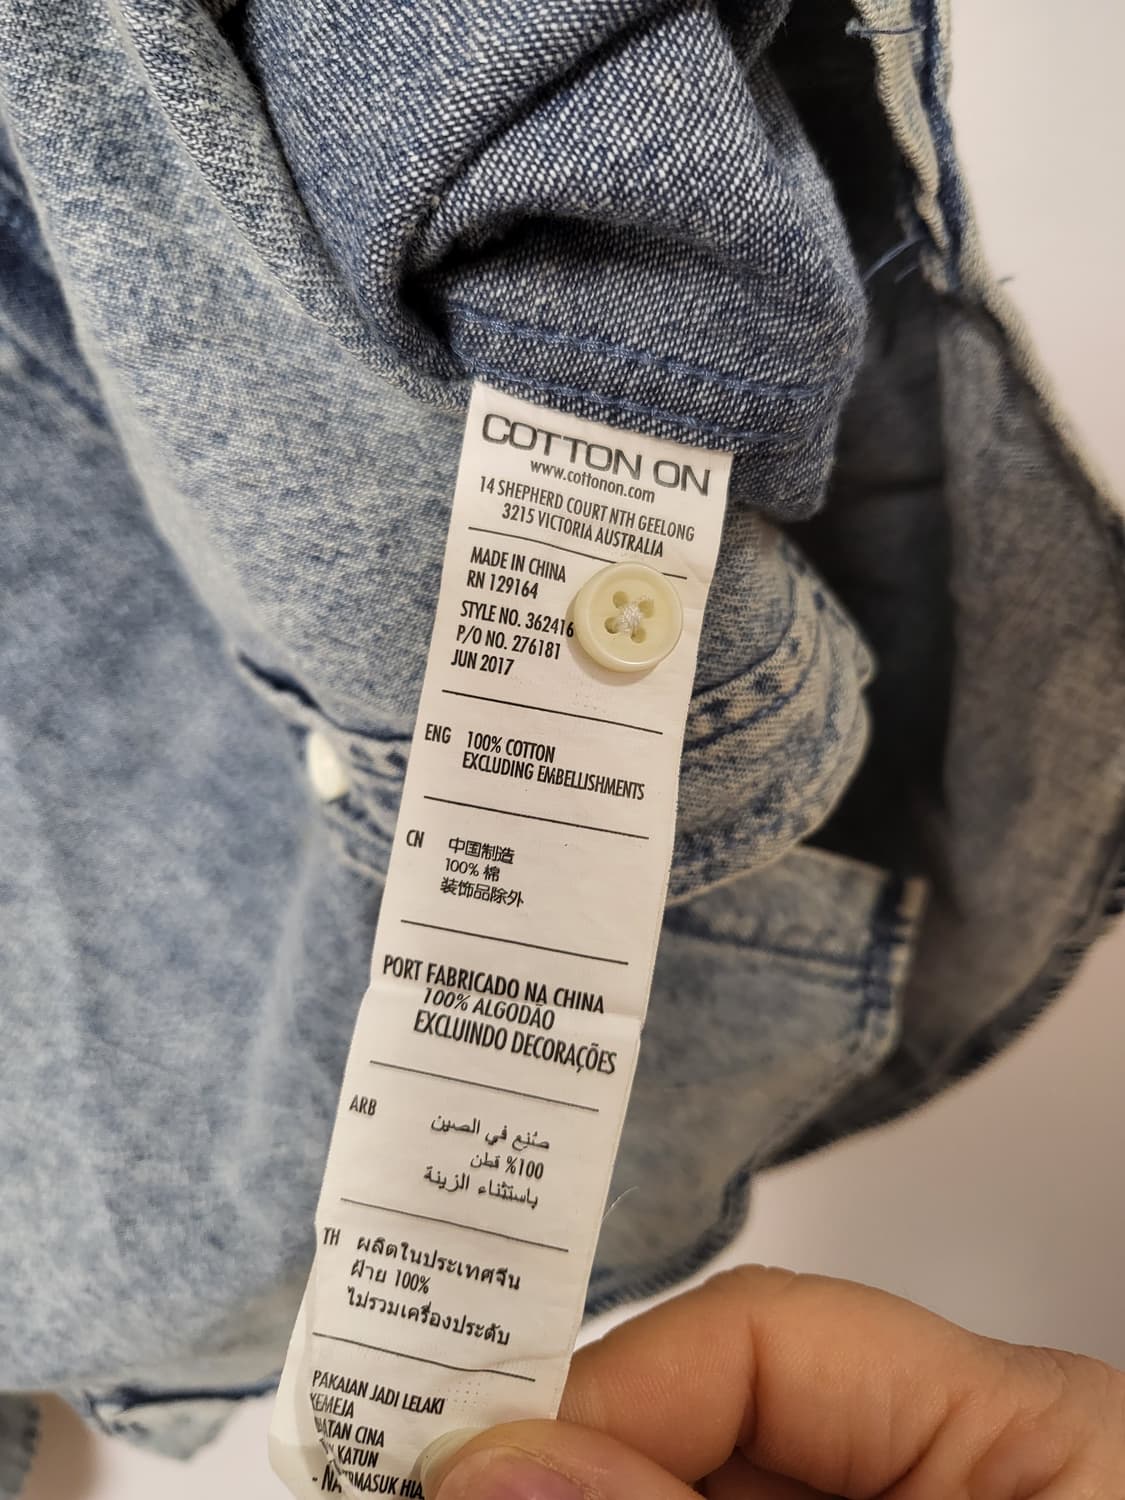 COTTON ON
www.cottonon.com
14 SHEPHERD COURT NTH GEELONG
3215 VICTORIA AUSTRALIA
MADE IN CHINA
RN 129164
STYLE NO. 362416
P/O NO. 276181
JUN 2017
ENG 100% COTTON
EXCLUDING EMBELLISHMENTS
CN 中国制造
100% 棉
装饰品除外
PORT FABRICADO NA CHINA
100% ALGODÃO
EXCLUINDO DECORAÇÕES
ARB صُنِع في الصين
100% قطن
باستثناء الزينة
TH ผลิตในประเทศจีน
ฝ้าย 100%
ไม่รวมเครื่องประดับ
PAKAIAN JADI LELAKI
KEMEJA
CINA
KATUN